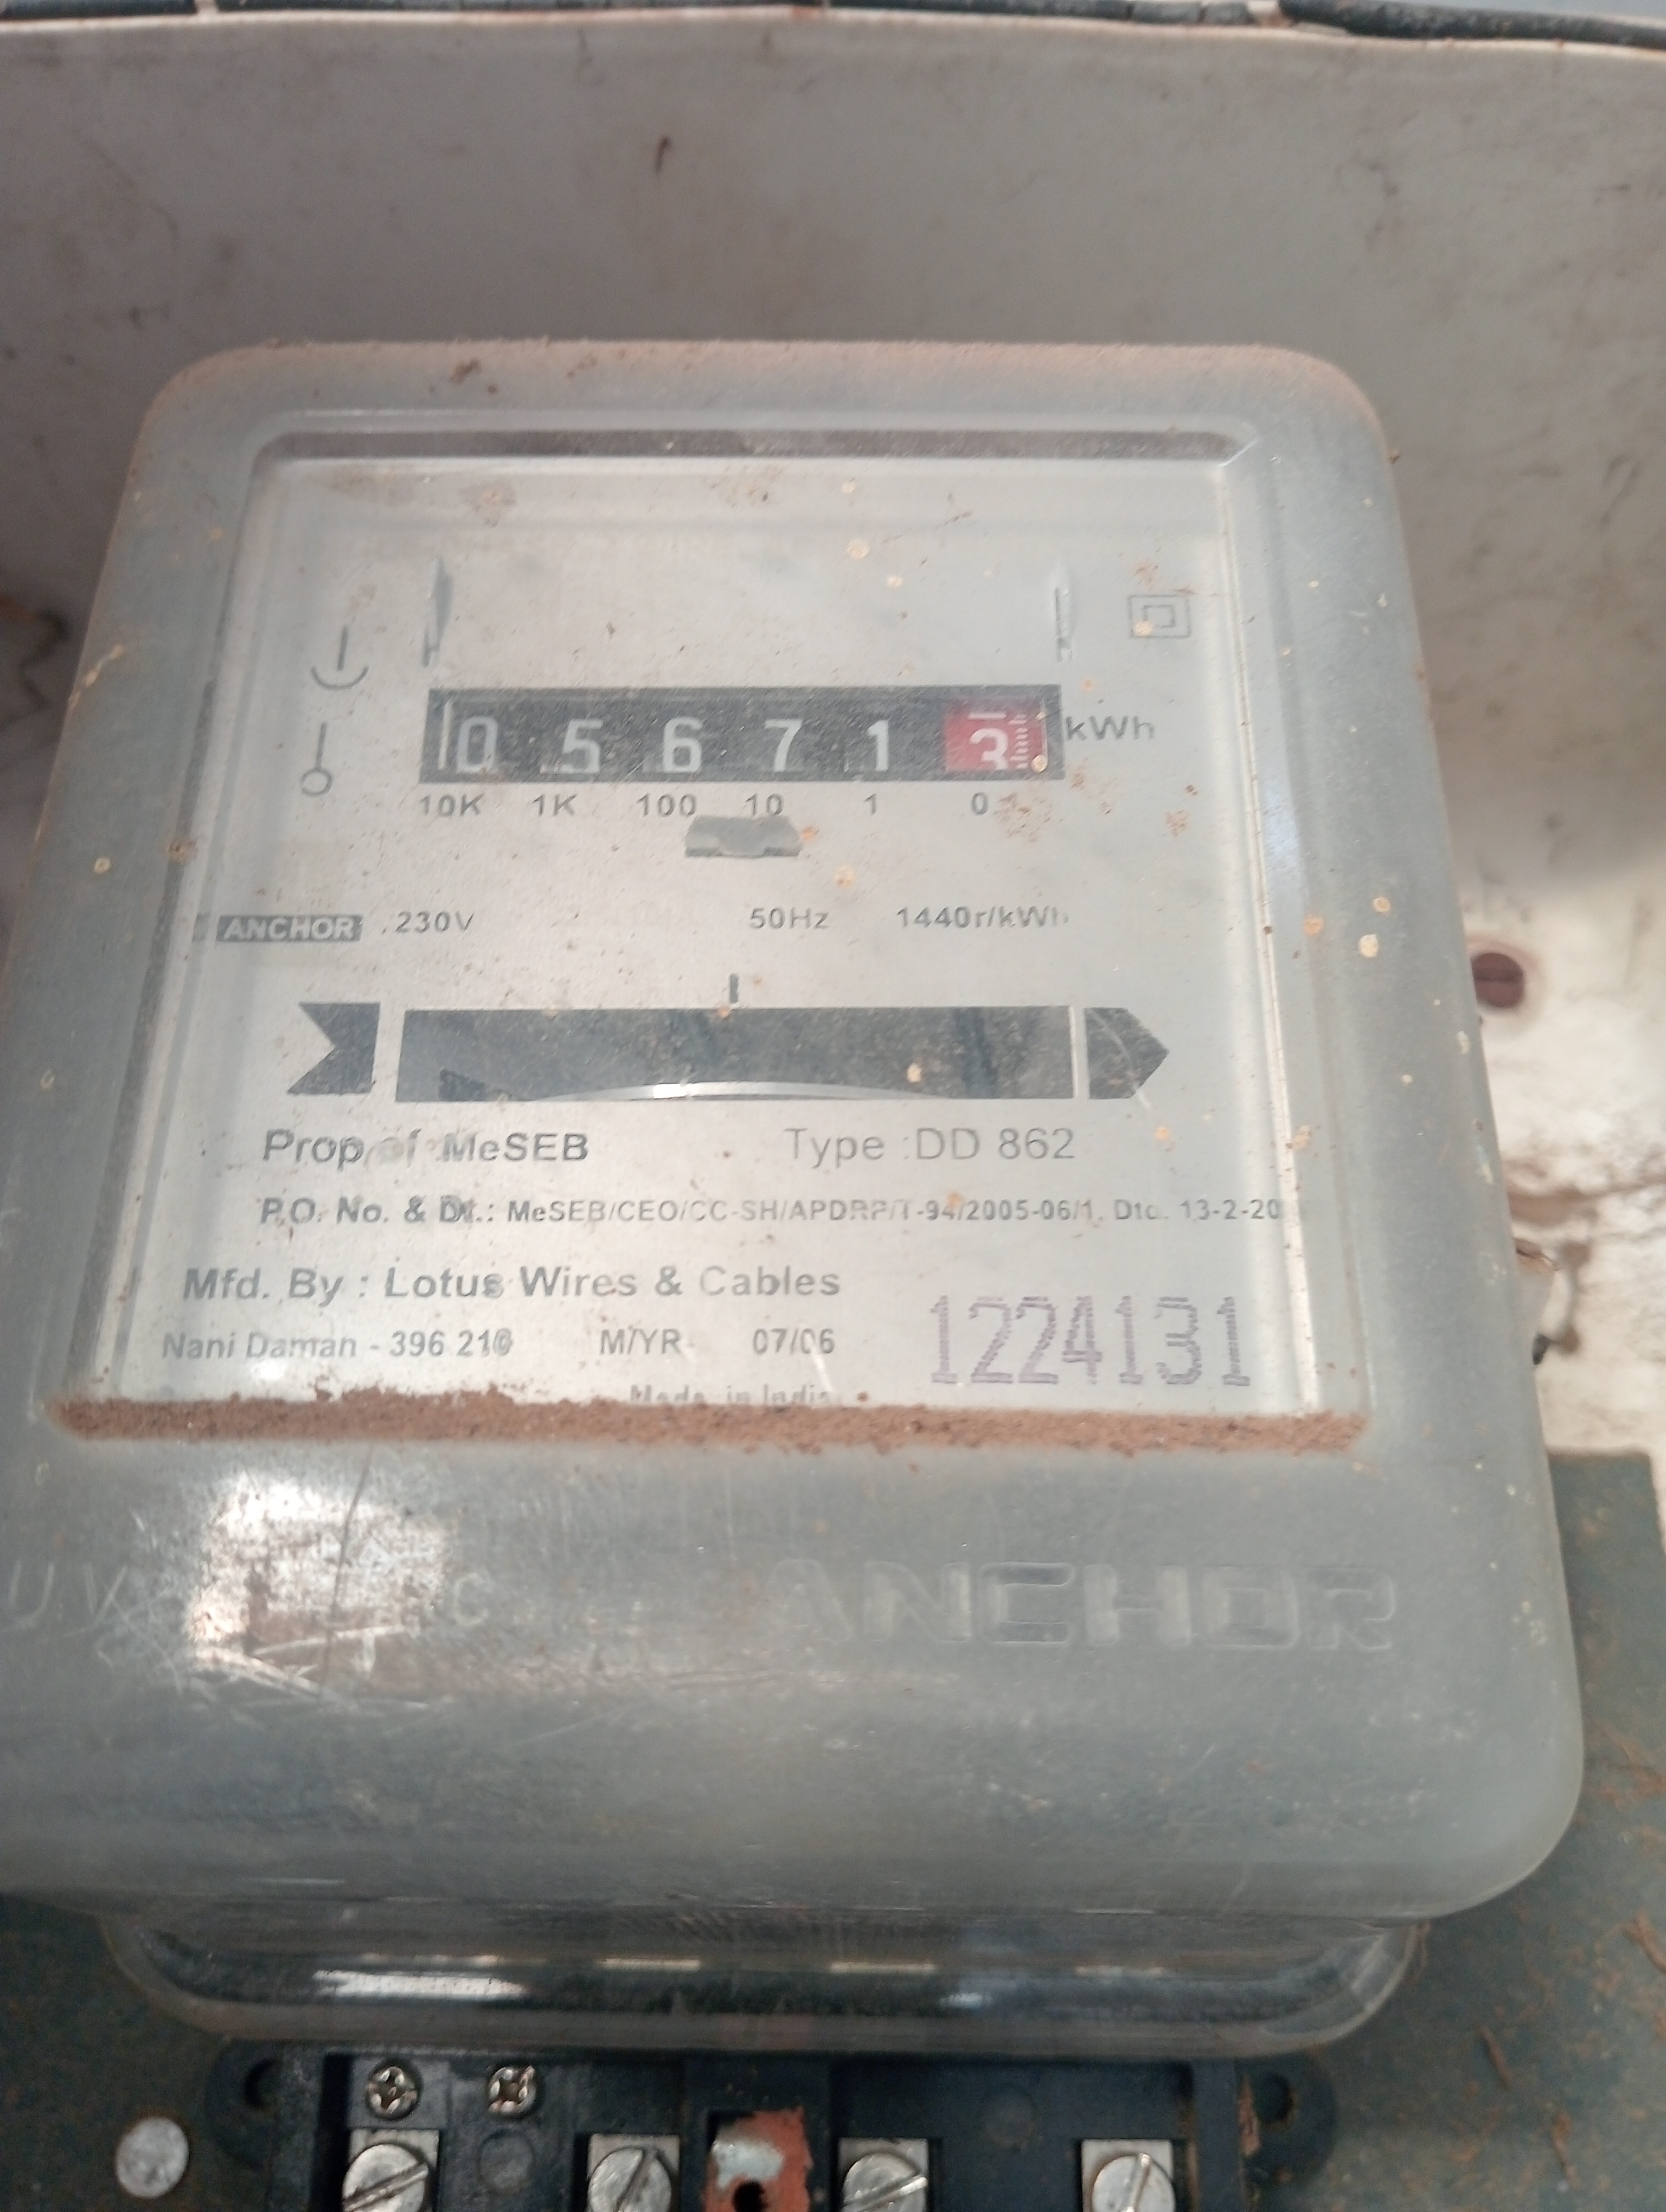 0 5 6 7 1 3 kWh
10K 1K 100 10 1 0
ANCHOR 230V 50Hz 1440r/kWh
Prop of MeSEB Type : DD 862
P.O. No. & Dt.: MeSEB/CEO/CC-SH/APDRP/T-94/2005-06/1, Dtd. 13-2-20
Mfd. By : Lotus Wires & Cables
Nani Daman - 396 210 M/YR 07/06 1224131
Made in India
ANCHOR